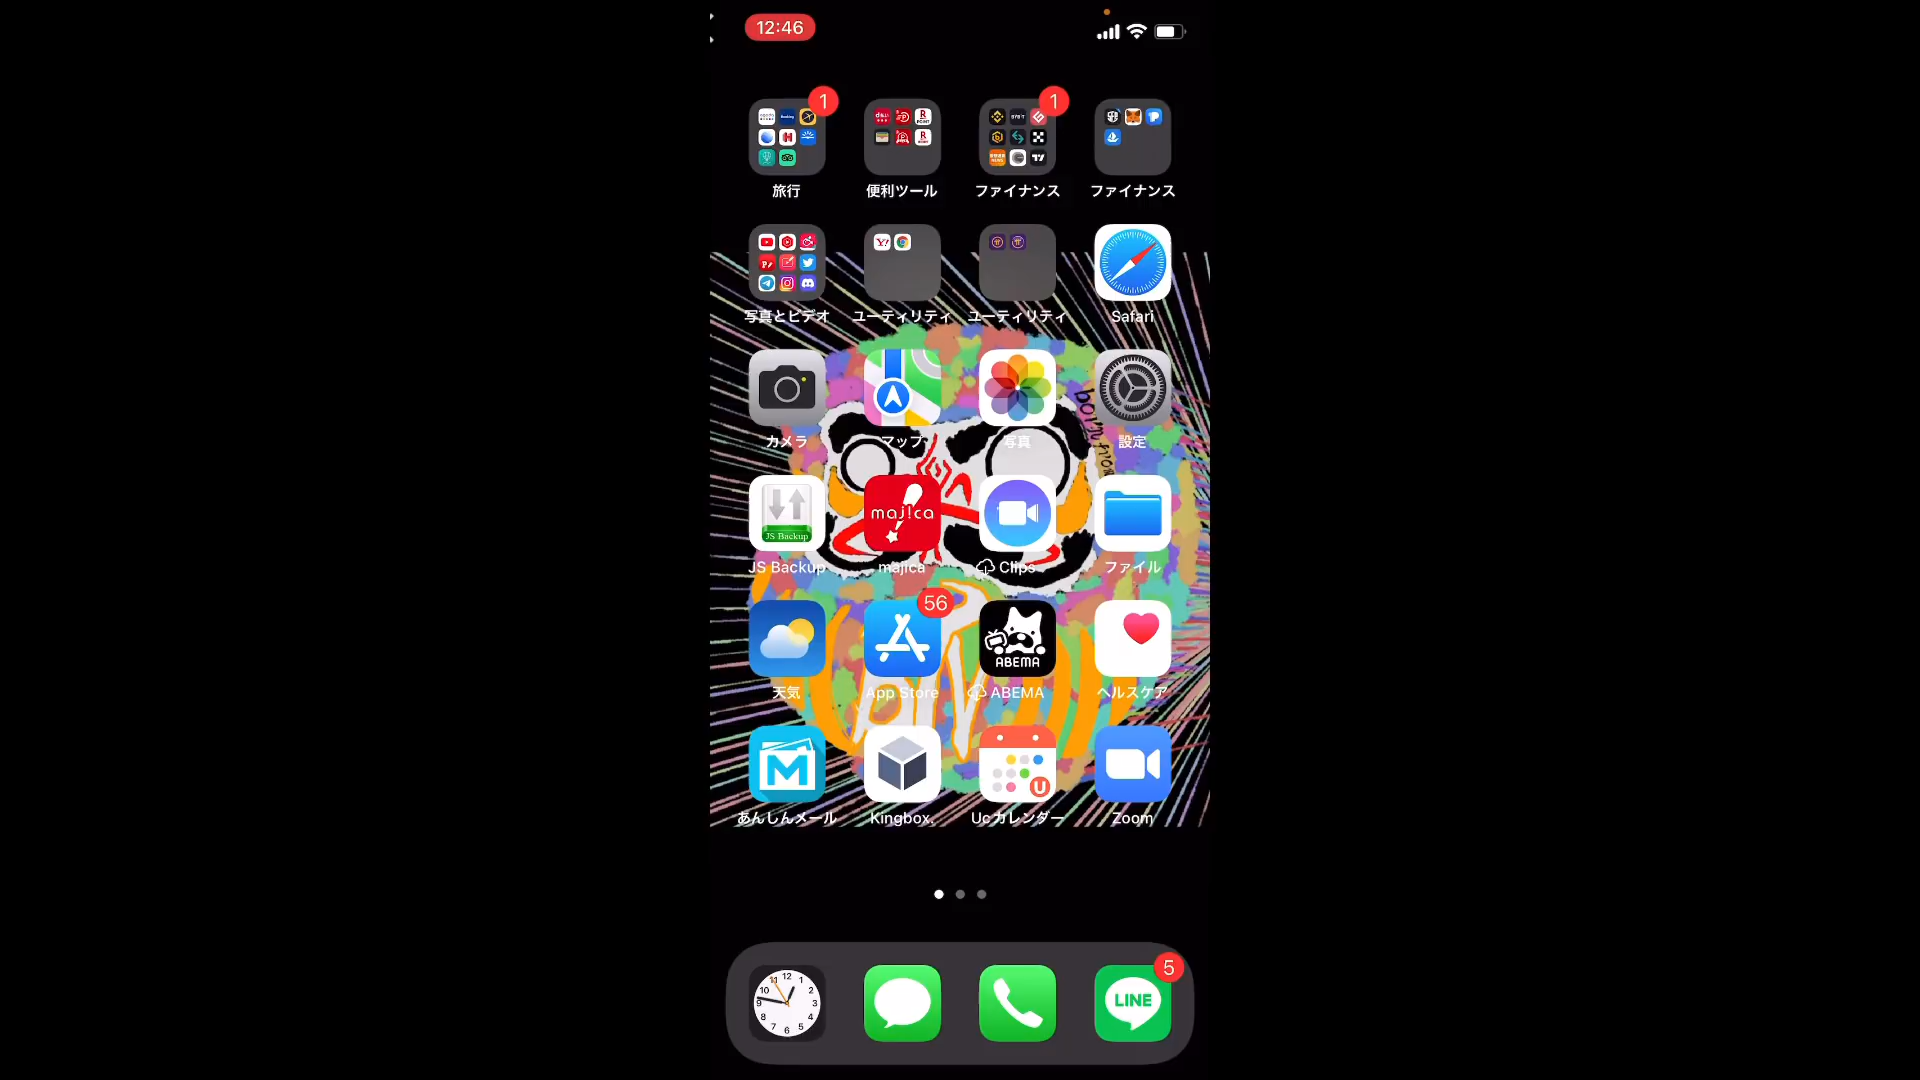 12:46
1
1
旅行
便利ツール
ファイナンス
ファイナンス
写真とビデオ
ユーティリティ
ユーティリティ
Safari
カメラ
マップ
写真
設定
JS Backup
majica
JS Backup
majica
Clips
ファイル
56
ABEMA
天気
App Store
ABEMA
ヘルスケア
あんしんメール
Kingbox.
Ucカレンダー
Zoom
5
LINE